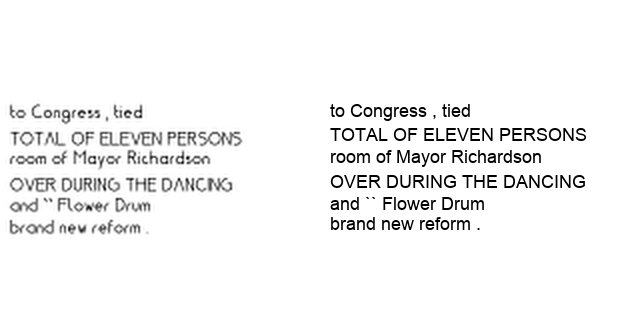 to Congress , tied
TOTAL OF ELEVEN PERSONS
room of Mayor Richardson
OVER DURING THE DANCING
and `` Flower Drum
brand new reform .
to Congress , tied
TOTAL OF ELEVEN PERSONS
room of Mayor Richardson
OVER DURING THE DANCING
and `` Flower Drum
brand new reform .